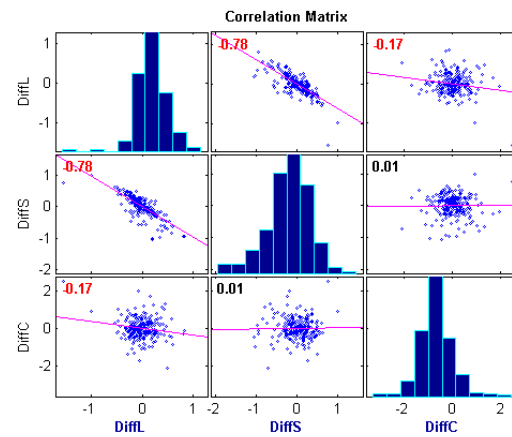 Correlation Matrix
DiffL
1
0
-1
-0.78
-0.17
DiffS
1
0
-1
-2
-0.78
0.01
DiffC
2
0
-2
-0.17
0.01
-1 0 1 -2 -1 0 1 -2 0 2
DiffL DiffS DiffC